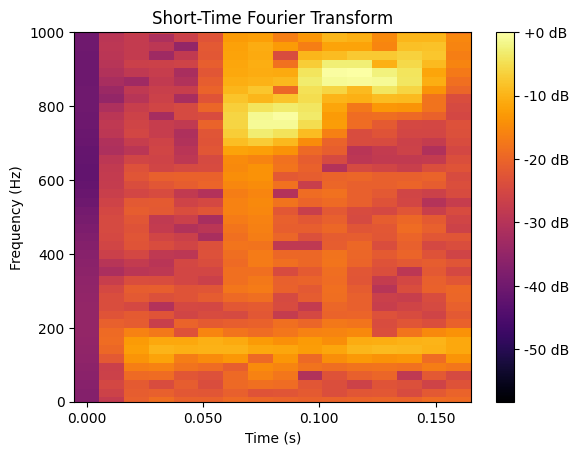 Short-Time Fourier Transform
1000
800
600
400
200
0
Frequency (Hz)
0.000
0.050
0.100
0.150
Time (s)
+0 dB
-10 dB
-20 dB
-30 dB
-40 dB
-50 dB